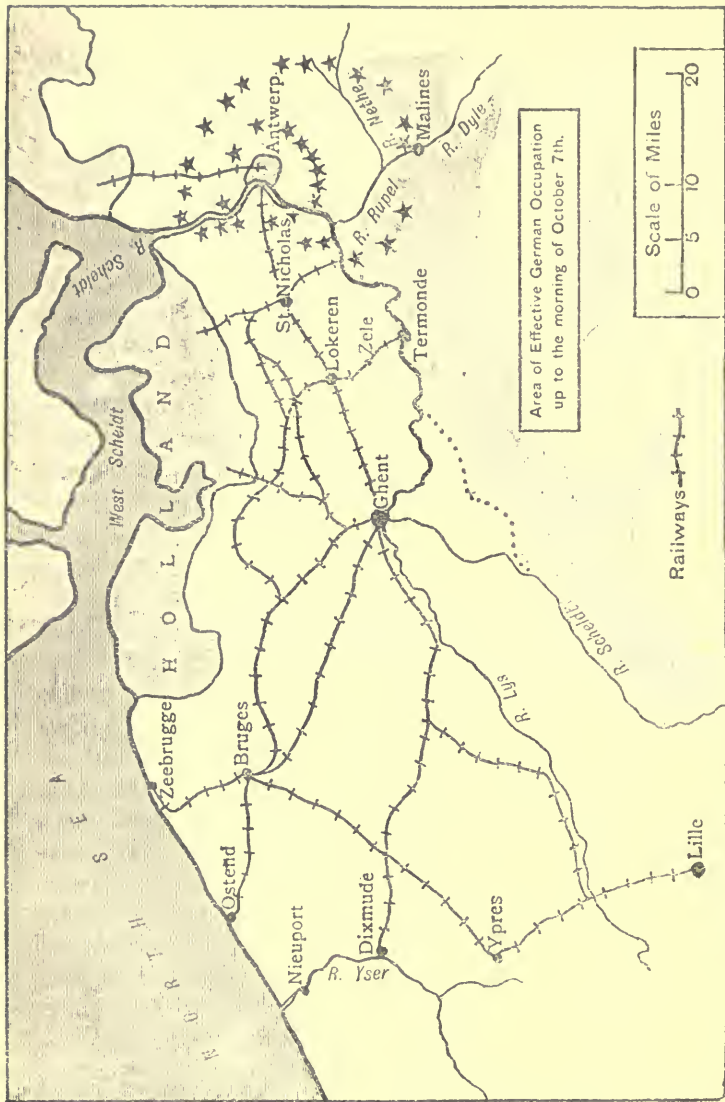 NORTH SEA
HOLLAND
West Scheldt
R. Scheldt
Zeebrugge
Ostend
Bruges
Nieuport
R. Yser
Dixmude
Ypres
Lille
R. Lys
R. Scheldt
Ghent
Lokeren
Zele
Termonde
St. Nicholas
Antwerp
R. Nethe
R. Rupel
Malines
R. Dyle
Area of Effective German Occupation
up to the morning of October 7th.
Railways
Scale of Miles
0 5 10 20